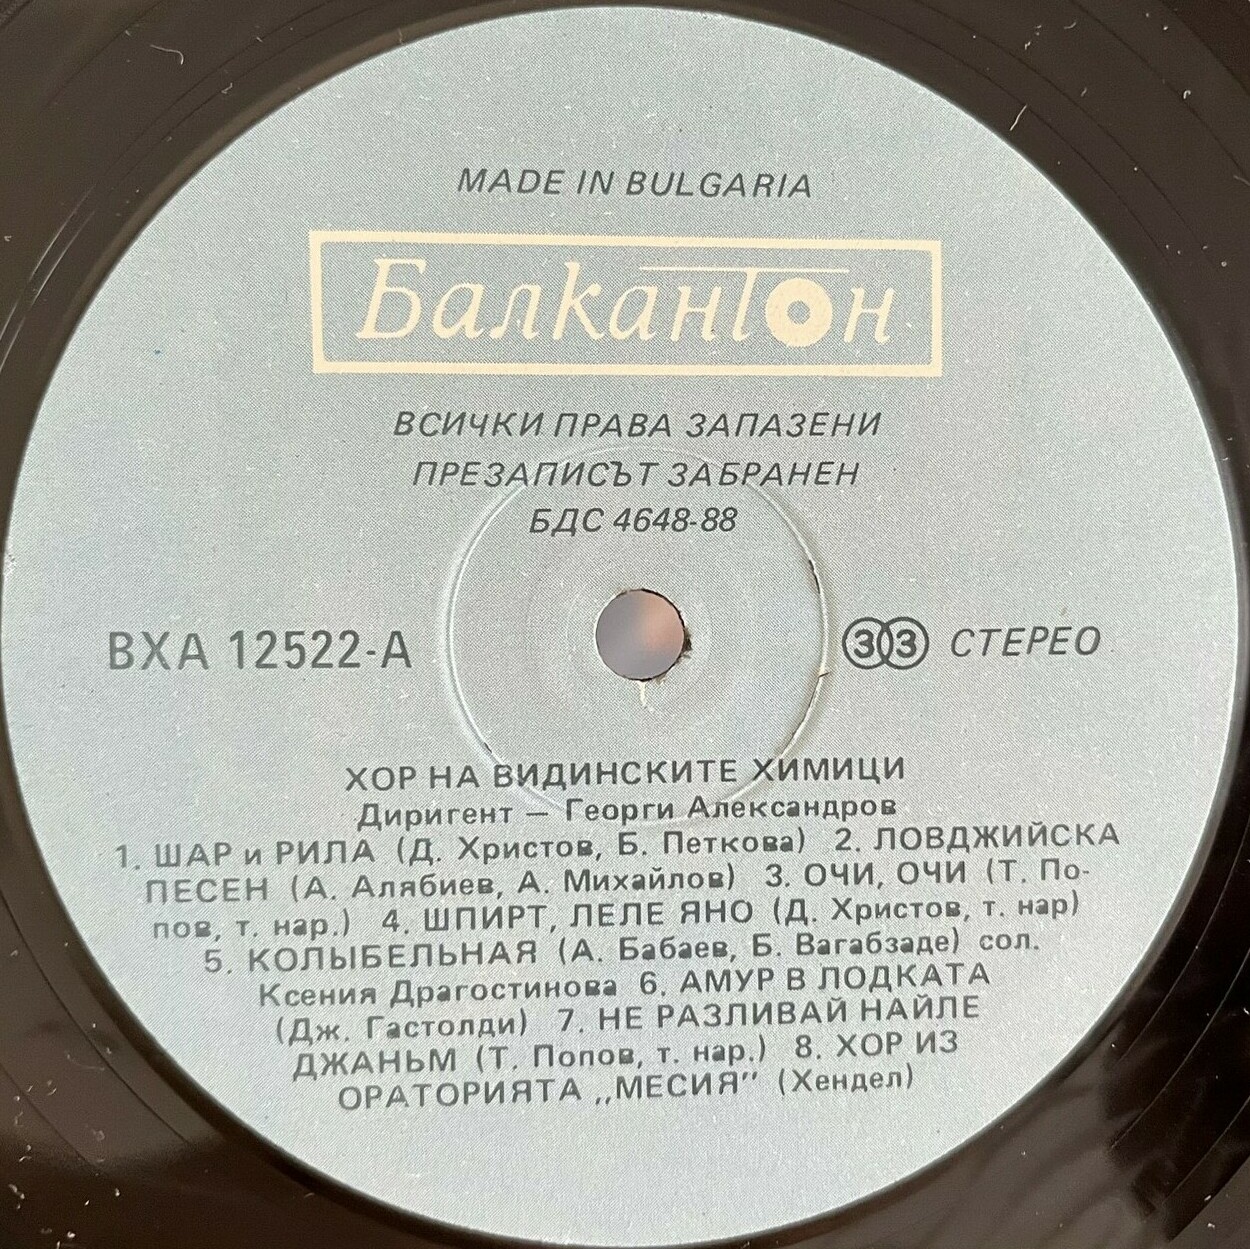 MADE IN BULGARIA
Балкантон
ВСИЧКИ ПРАВА ЗАПАЗЕНИ
ПРЕЗАПИСЪТ ЗАБРАНЕН
БДС 4648-88
ВХА 12522-А
33 СТЕРЕО
ХОР НА ВИДИНСКИТЕ ХИМИЦИ
Диригент — Георги Александров
1. ШАР и РИЛА (Д. Христов, Б. Петкова) 2. ЛОВДЖИЙСКА
ПЕСЕН (А. Алябиев, А. Михайлов) 3. ОЧИ, ОЧИ (Т. По-
пов, т. нар.) 4. ШПИРТ, ЛЕЛЕ ЯНО (Д. Христов, т. нар)
5. КОЛЫБЕЛЬНАЯ (А. Бабаев, Б. Вагабзаде) сол.
Ксения Драгостинова 6. АМУР В ЛОДКАТА
(Дж. Гастолди) 7. НЕ РАЗЛИВАЙ НАЙЛЕ
ДЖАНЬМ (Т. Попов, т. нар.) 8. ХОР ИЗ
ОРАТОРИЯТА „МЕСИЯ" (Хендел)